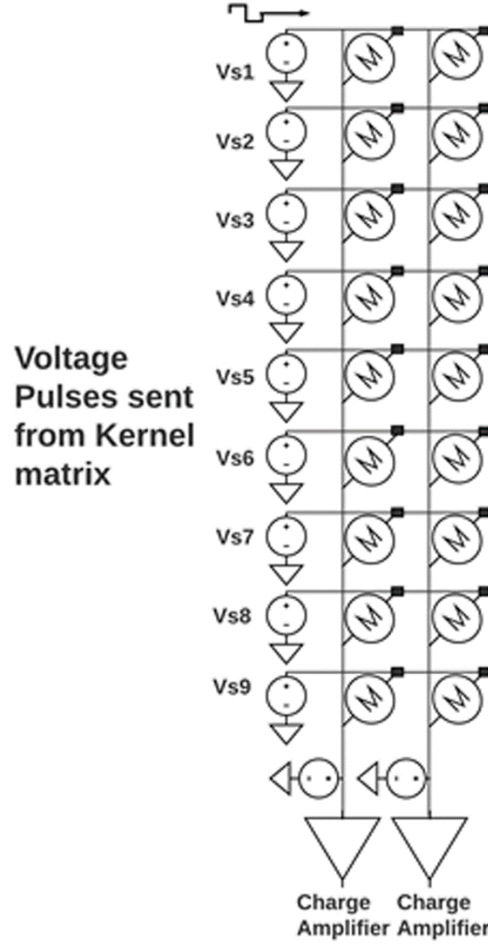 Vs1
M M
Vs2
M M
Vs3
M M
Vs4
M M
Voltage
Pulses sent
from Kernel
matrix
Vs5
M M
Vs6
M M
Vs7
M M
Vs8
M M
Vs9
M M
Charge
Amplifier
Charge
Amplifier